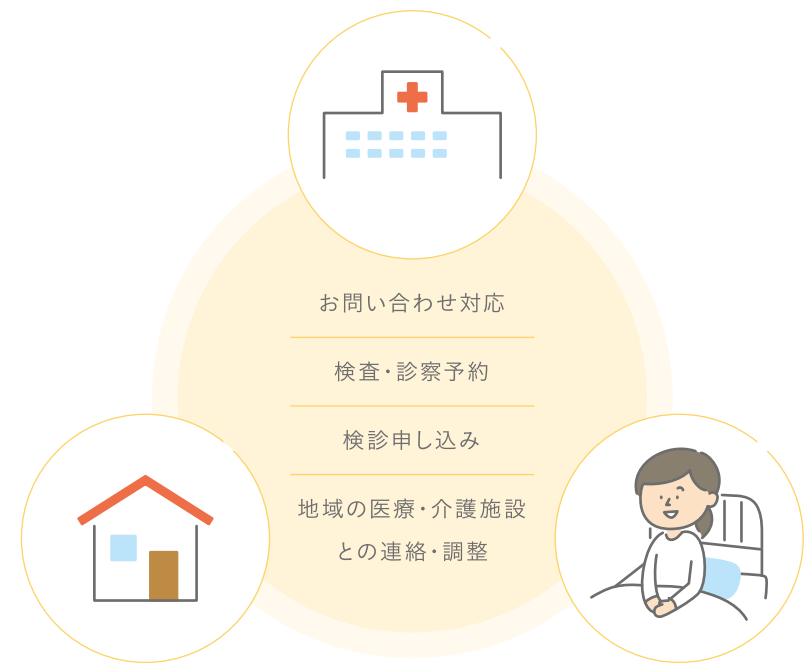 お問い合わせ対応
検査・診察予約
検診申し込み
地域の医療・介護施設
との連絡・調整